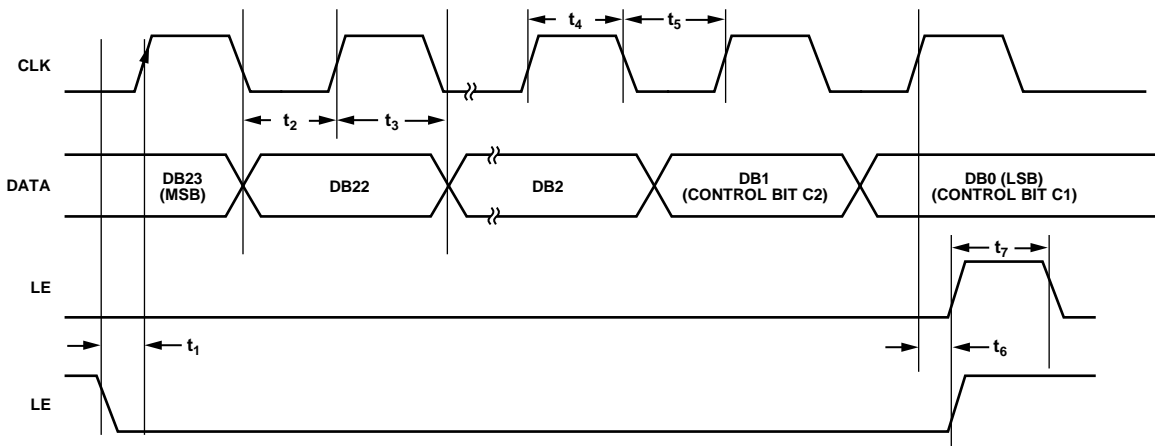 t4
t5
CLK
t2
t3
DATA
DB23
(MSB)
DB22
DB2
DB1
(CONTROL BIT C2)
DB0 (LSB)
(CONTROL BIT C1)
t7
LE
t1
t6
LE